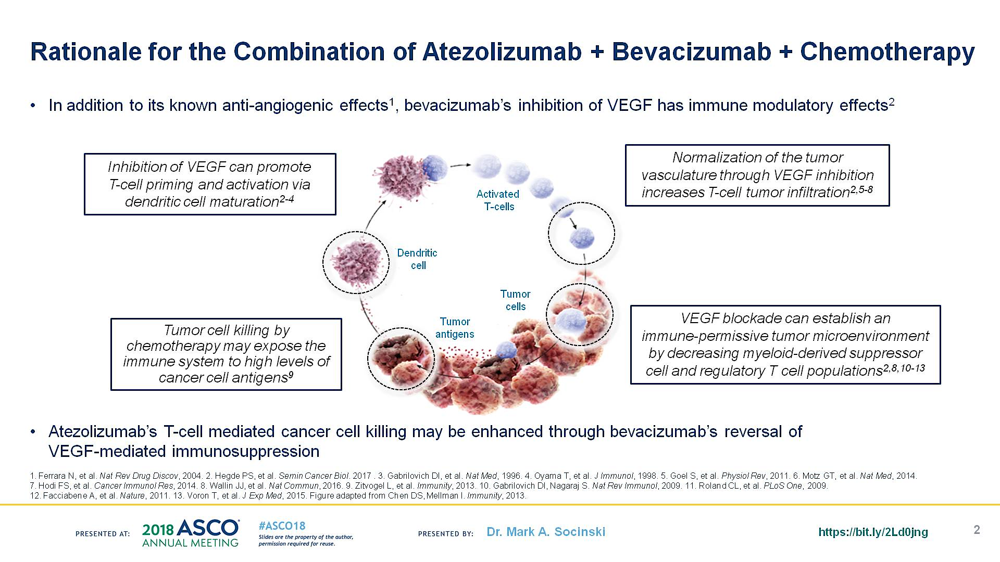 Rationale for the Combination of Atezolizumab + Bevacizumab + Chemotherapy
• In addition to its known anti-angiogenic effects1, bevacizumab’s inhibition of VEGF has immune modulatory effects2
Inhibition of VEGF can promote
T-cell priming and activation via
dendritic cell maturation2-4
Normalization of the tumor
vasculature through VEGF inhibition
increases T-cell tumor infiltration2,5-8
Activated
T-cells
Dendritic
cell
Tumor
cells
Tumor
antigens
Tumor cell killing by
chemotherapy may expose the
immune system to high levels of
cancer cell antigens9
VEGF blockade can establish an
immune-permissive tumor microenvironment
by decreasing myeloid-derived suppressor
cell and regulatory T cell populations2,8,10-13
• Atezolizumab’s T-cell mediated cancer cell killing may be enhanced through bevacizumab’s reversal of
VEGF-mediated immunosuppression
1. Ferrara N, et al. Nat Rev Drug Discov, 2004. 2. Hegde PS, et al. Semin Cancer Biol. 2017 . 3. Gabrilovich DI, et al. Nat Med, 1996. 4. Oyama T, et al. J Immunol, 1998. 5. Goel S, et al. Physiol Rev, 2011. 6. Motz GT, et al. Nat Med, 2014.
7. Hodi FS, et al. Cancer Immunol Res, 2014. 8. Wallin JJ, et al. Nat Commun, 2016. 9. Zitvogel L, et al. Immunity, 2013. 10. Gabrilovich DI, Nagaraj S. Nat Rev Immunol, 2009. 11. Roland CL, et al. PLoS One, 2009.
12. Facciabene A, et al. Nature, 2011. 13. Voron T, et al. J Exp Med, 2015. Figure adapted from Chen DS, Mellman I. Immunity, 2013.
PRESENTED AT:
2018 ASCO®
ANNUAL MEETING
#ASCO18
Slides are the property of the author,
permission required for reuse.
PRESENTED BY:
Dr. Mark A. Socinski
https://bit.ly/2Ld0jng
2